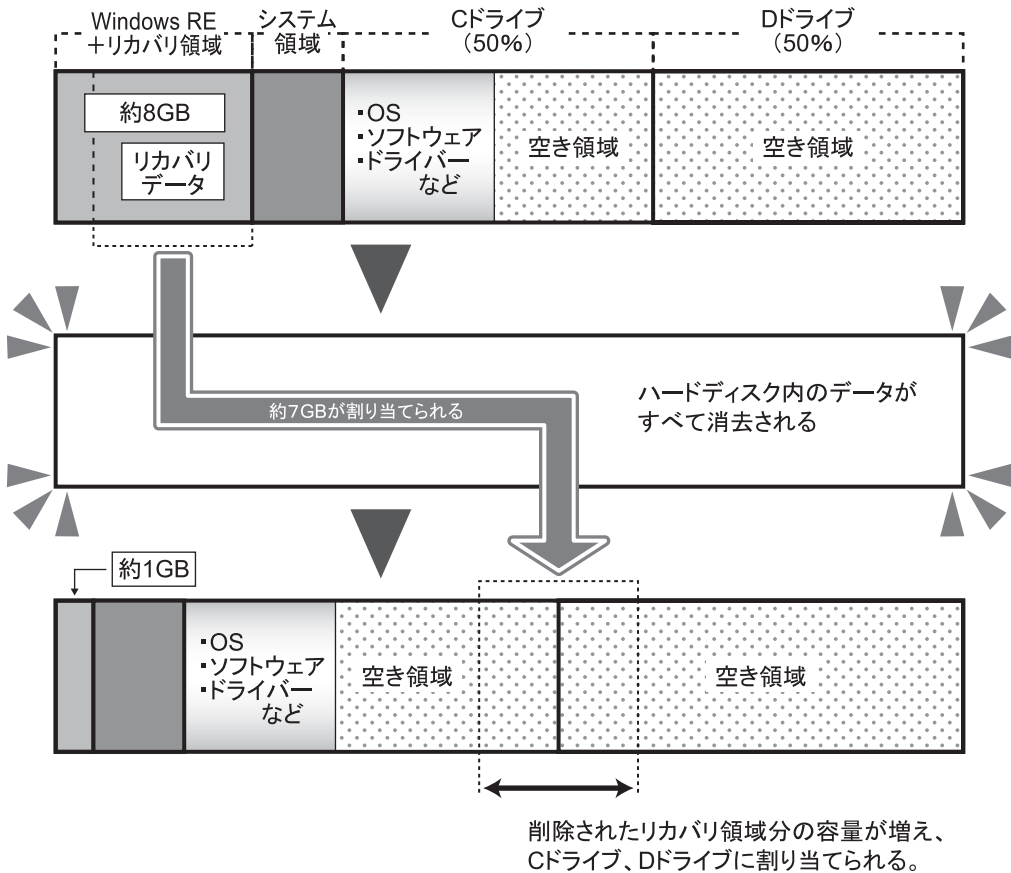 Windows RE
＋リカバリ領域
システム
領域
Cドライブ
（50%）
Dドライブ
（50%）
約8GB
リカバリ
データ
・OS
・ソフトウェア
・ドライバー
など
空き領域
空き領域
約7GBが割り当てられる
ハードディスク内のデータが
すべて消去される
約1GB
・OS
・ソフトウェア
・ドライバー
など
空き領域
空き領域
削除されたリカバリ領域分の容量が増え、
Cドライブ、Dドライブに割り当てられる。